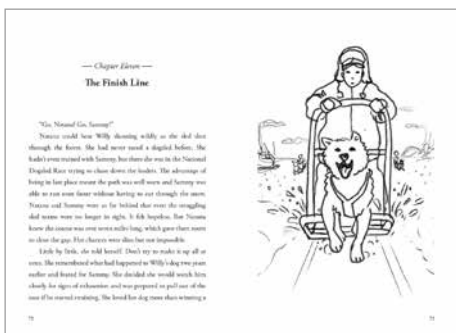 — Chapter Eleven —
The Finish Line
"Go, Natura! Go, Sammy!"
Natura could hear Willy shouting wildly as the sled shot
through the forest. She had never raced a dogsled before. She
hadn't even trained with Sammy, but there she was in the National
Dogsled Race trying to chase down the leaders. The advantage of
being in last place meant the path was well worn and Sammy was
able to run even faster without having to cut through the snow.
Natura and Sammy were so far behind that even the struggling
sled teams were no longer in sight. It felt hopeless. But Natura
knew the course was over seven miles long, which gave them room
to close the gap. Her chances were slim but not impossible.
Little by little, she told herself. Don't try to make it up all at
once. She remembered what had happened to Willy's dog two years
earlier and feared for Sammy. She decided she would watch him
closely for signs of exhaustion and was prepared to pull out of the
race if he started straining. She loved her dog more than winning a